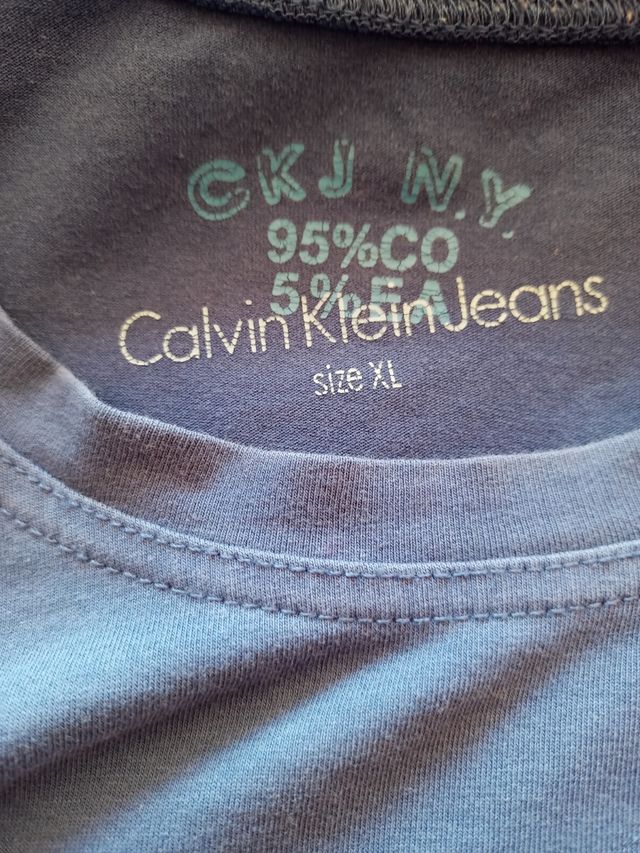 CKJ N.Y.
95%CO
5%EA
Calvin Klein Jeans
size XL